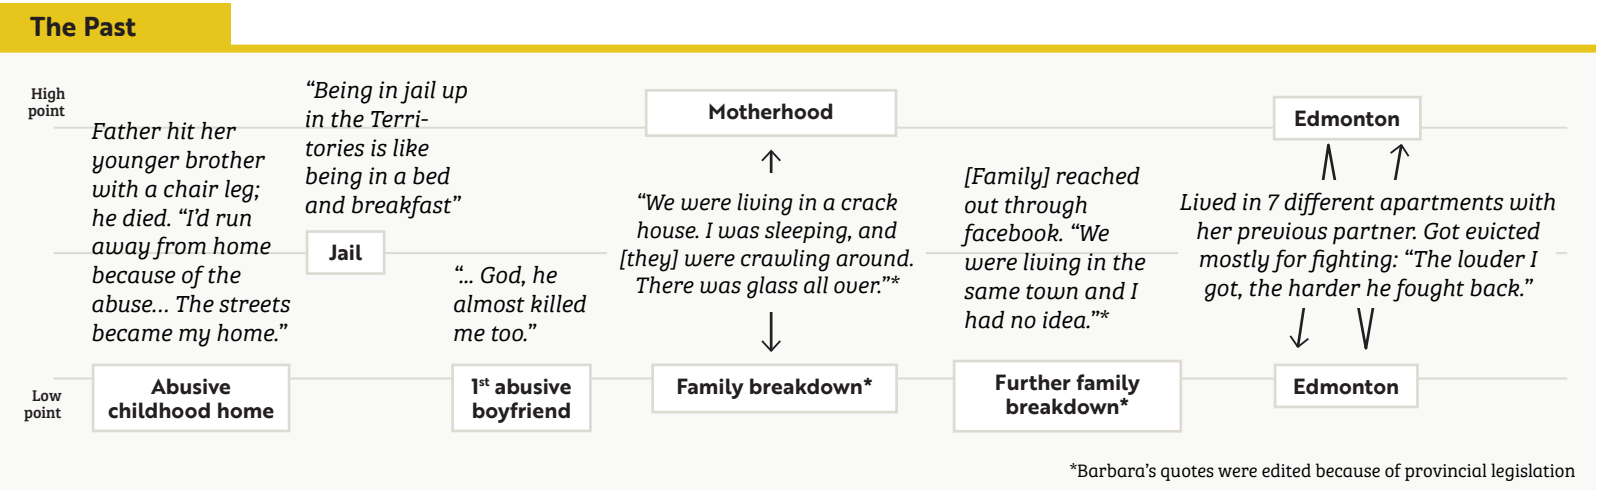 The Past
High
point
Father hit her
younger brother
with a chair leg;
he died. “I’d run
away from home
because of the
abuse... The streets
became my home.”
Abusive
childhood home
“Being in jail up
in the Terri-
tories is like
being in a bed
and breakfast”
Jail
“... God, he
almost killed
me too.”
1st abusive
boyfriend
Motherhood
“We were living in a crack
house. I was sleeping, and
[they] were crawling around.
There was glass all over.”*
Family breakdown*
[Family] reached
out through
facebook. “We
were living in the
same town and I
had no idea.”*
Further family
breakdown*
Edmonton
Lived in 7 different apartments with
her previous partner. Got evicted
mostly for fighting: “The louder I
got, the harder he fought back.”
Edmonton
Low
point
*Barbara’s quotes were edited because of provincial legislation